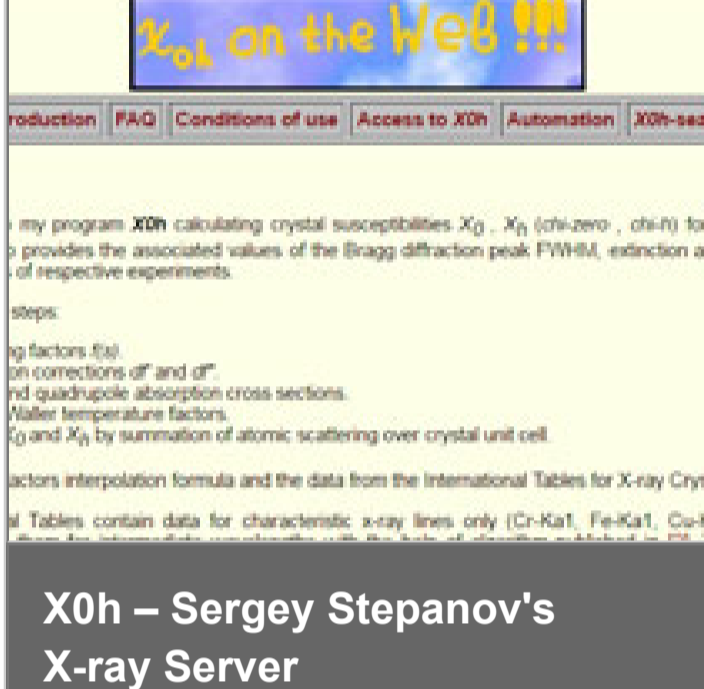 X0h on the Web !!!
roduction FAQ Conditions of use Access to X0h Automation X0h-sea
my program X0h calculating crystal susceptibilities X0 , Xh (chi-zero , chi-h) fo
provides the associated values of the Bragg diffraction peak FWHM, extinction a
of respective experiments.
steps:
ng factors f(s).
on corrections df' and df".
nd quadrupole absorption cross sections.
Waller temperature factors.
X0 and Xh by summation of atomic scattering over crystal unit cell.
actors interpolation formula and the data from the International Tables for X-ray Crys
al Tables contain data for characteristic x-ray lines only (Cr-Ka1, Fe-Ka1, Cu-K
X0h – Sergey Stepanov's
X-ray Server